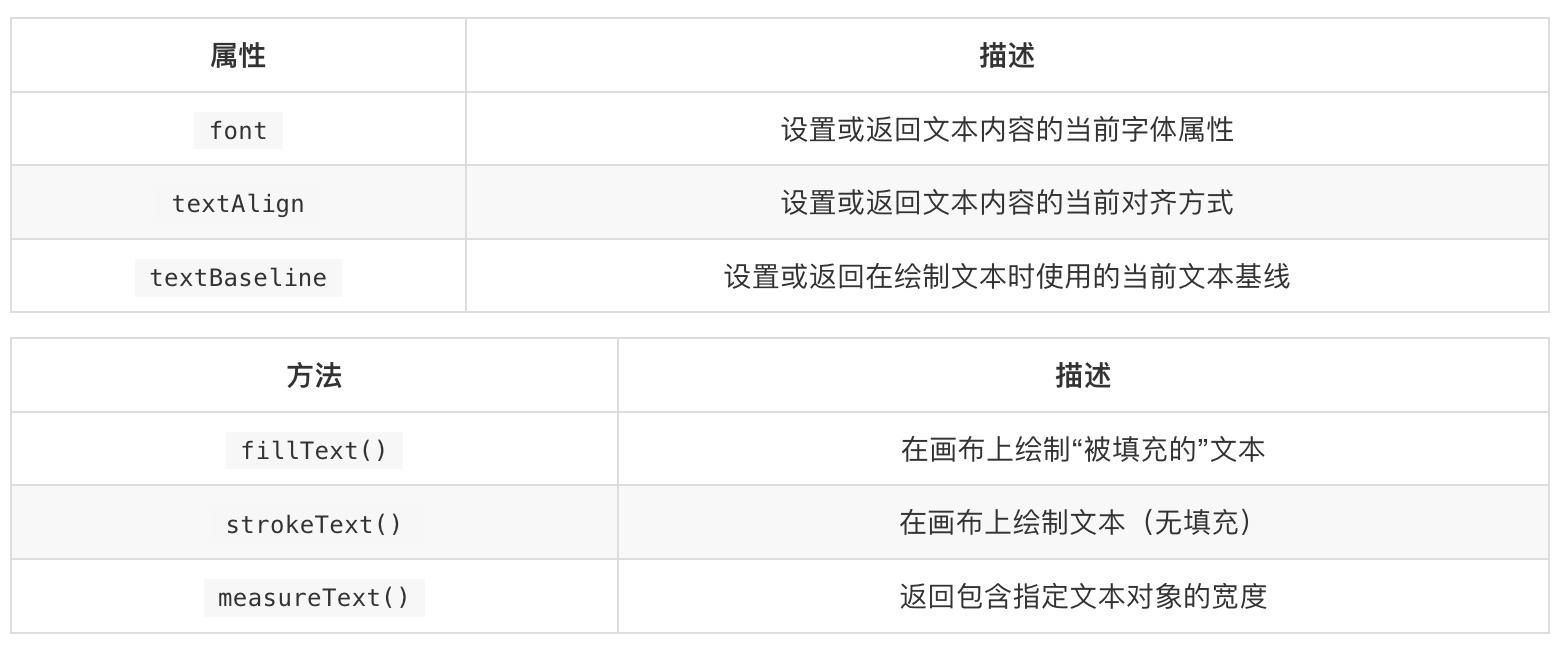 属性 描述
font 设置或返回文本内容的当前字体属性
textAlign 设置或返回文本内容的当前对齐方式
textBaseline 设置或返回在绘制文本时使用的当前文本基线
方法 描述
fillText() 在画布上绘制“被填充的”文本
strokeText() 在画布上绘制文本（无填充）
measureText() 返回包含指定文本对象的宽度